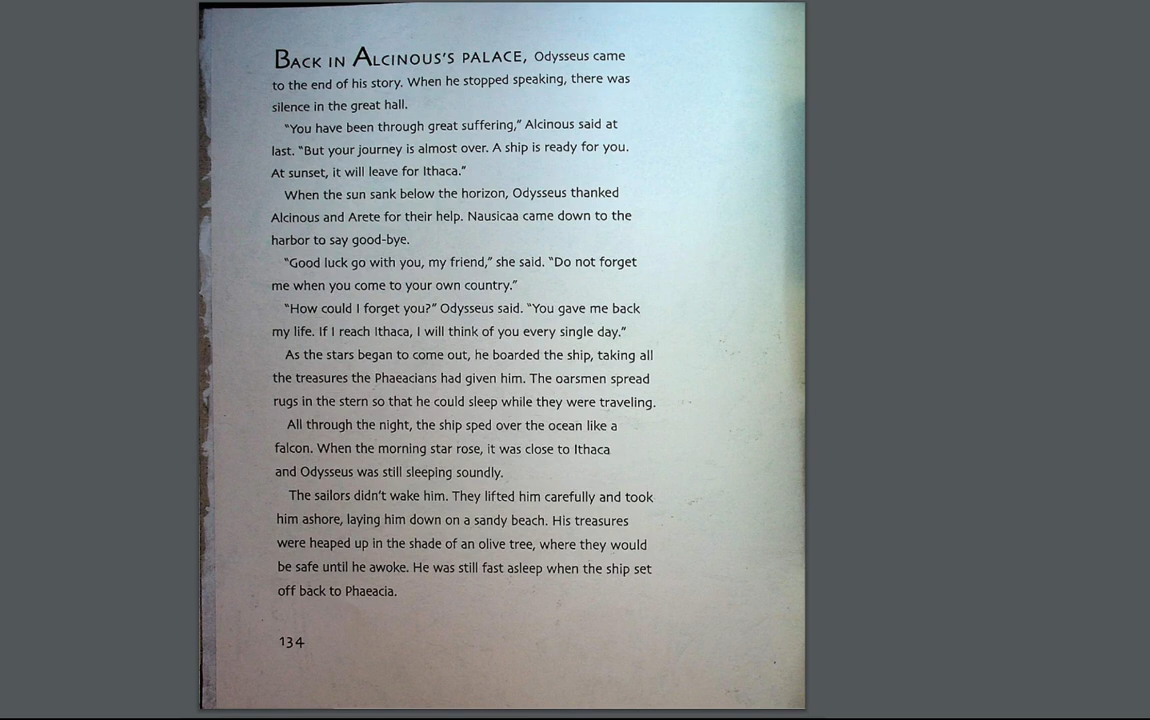 BACK IN ALCINOUS'S PALACE, Odysseus came
to the end of his story. When he stopped speaking, there was
silence in the great hall.
"You have been through great suffering," Alcinous said at
last. "But your journey is almost over. A ship is ready for you.
At sunset, it will leave for Ithaca."
When the sun sank below the horizon, Odysseus thanked
Alcinous and Arete for their help. Nausicaa came down to the
harbor to say good-bye.
"Good luck go with you, my friend," she said. "Do not forget
me when you come to your own country."
"How could I forget you?" Odysseus said. "You gave me back
my life. If I reach Ithaca, I will think of you every single day."
As the stars began to come out, he boarded the ship, taking all
the treasures the Phaeacians had given him. The oarsmen spread
rugs in the stern so that he could sleep while they were traveling.
All through the night, the ship sped over the ocean like a
falcon. When the morning star rose, it was close to Ithaca
and Odysseus was still sleeping soundly.
The sailors didn't wake him. They lifted him carefully and took
him ashore, laying him down on a sandy beach. His treasures
were heaped up in the shade of an olive tree, where they would
be safe until he awoke. He was still fast asleep when the ship set
off back to Phaeacia.
134